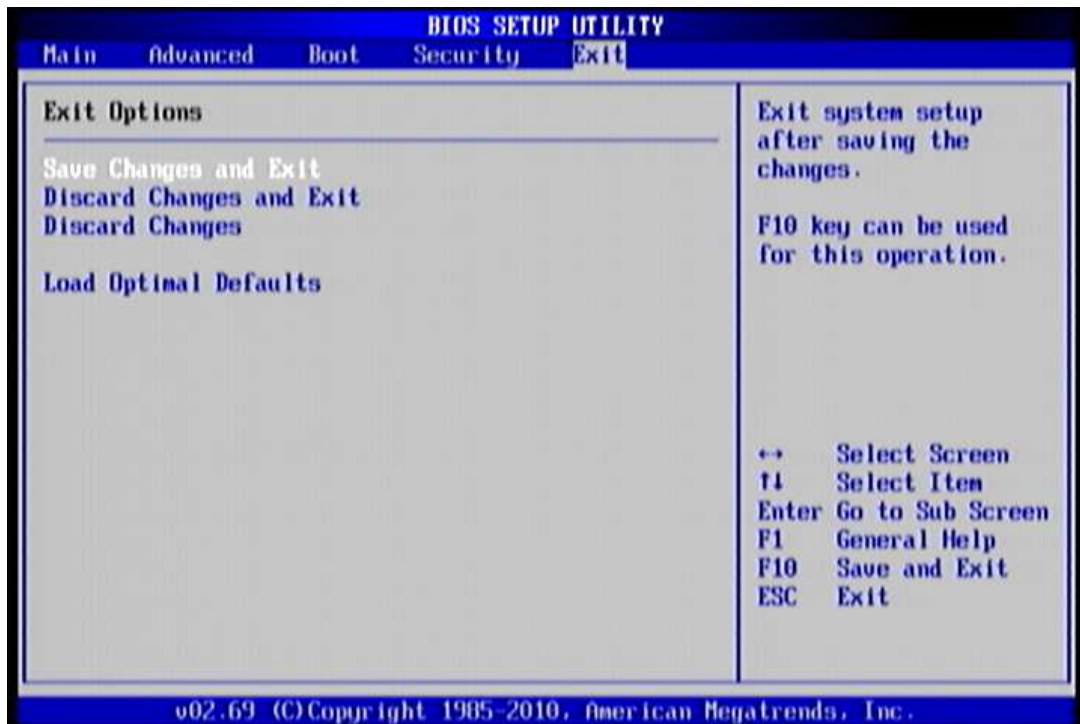 BIOS SETUP UTILITY
Main Advanced Boot Security Exit
Exit Options
Save Changes and Exit
Discard Changes and Exit
Discard Changes
Load Optimal Defaults
Exit system setup
after saving the
changes.
F10 key can be used
for this operation.
↔ Select Screen
↑↓ Select Item
Enter Go to Sub Screen
F1 General Help
F10 Save and Exit
ESC Exit
v02.69 (C)Copyright 1985-2010, American Megatrends, Inc.